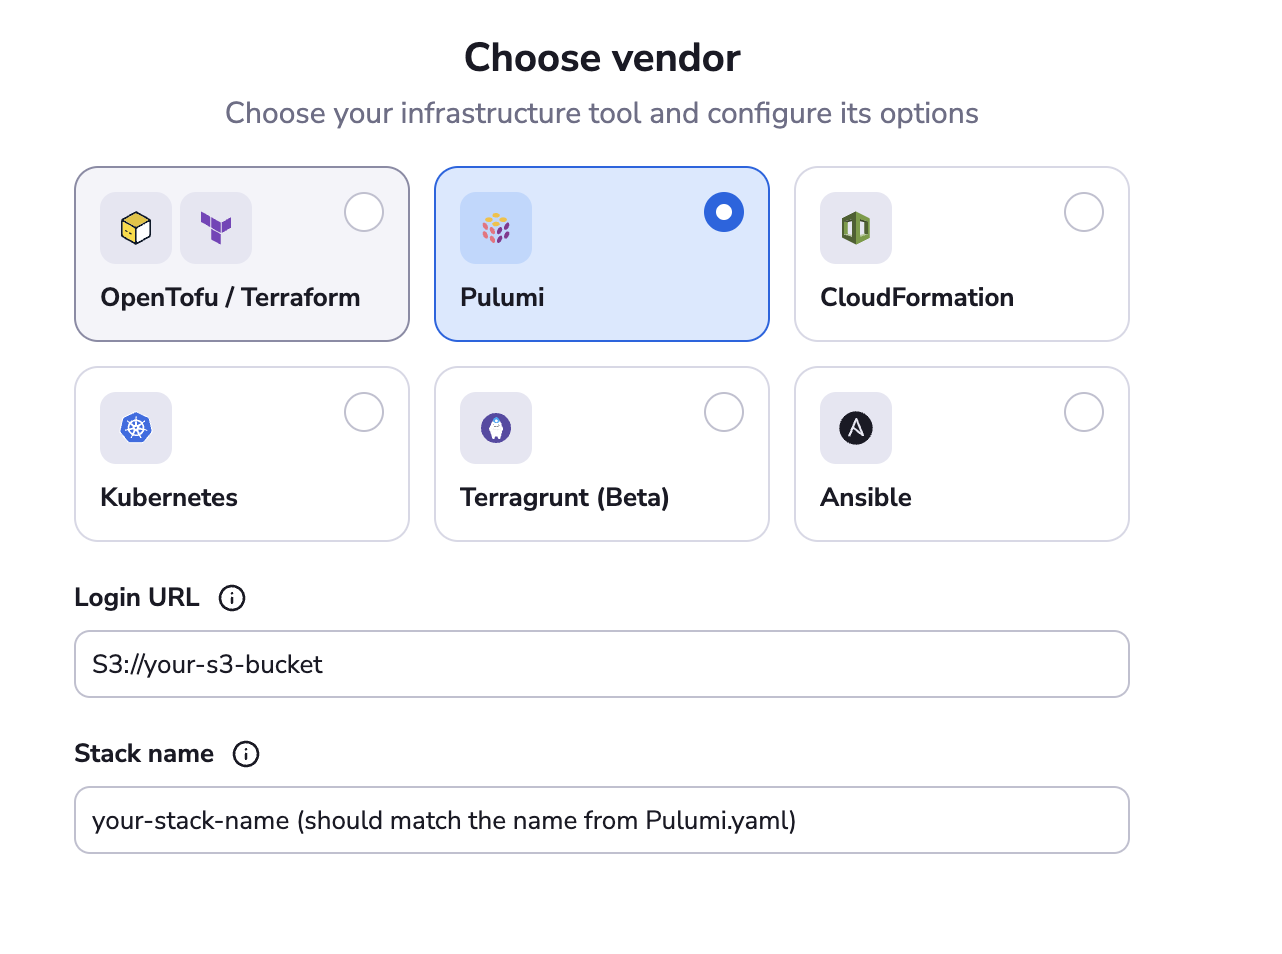 Choose vendor
Choose your infrastructure tool and configure its options
OpenTofu / Terraform
Pulumi
CloudFormation
Kubernetes
Terragrunt (Beta)
Ansible
Login URL
S3://your-s3-bucket
Stack name
your-stack-name (should match the name from Pulumi.yaml)